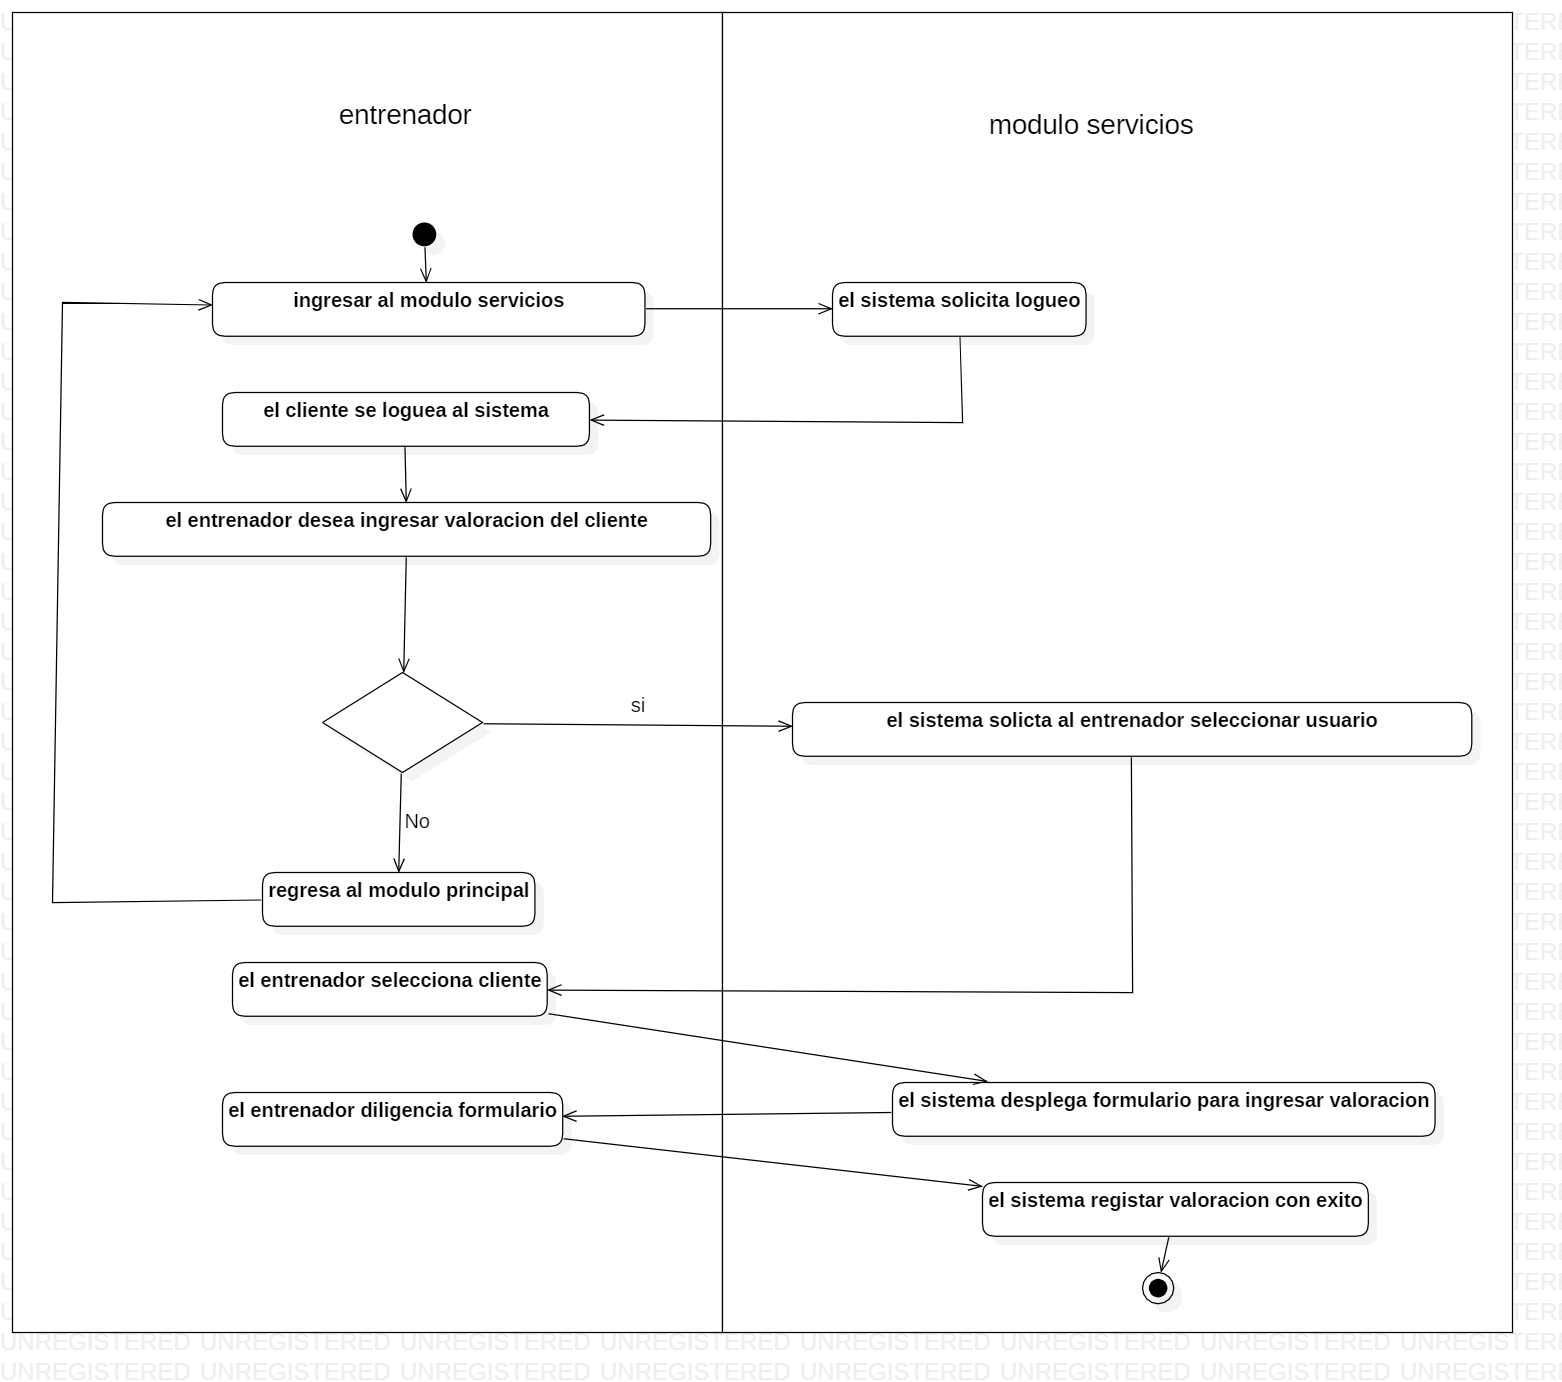 entrenador
modulo servicios
ingresar al modulo servicios
el sistema solicita logueo
el cliente se loguea al sistema
el entrenador desea ingresar valoracion del cliente
si
el sistema solicta al entrenador seleccionar usuario
No
regresa al modulo principal
el entrenador selecciona cliente
el sistema desplega formulario para ingresar valoracion
el entrenador diligencia formulario
el sistema registar valoracion con exito
UNREGISTERED UNREGISTERED UNREGISTERED UNREGISTERED UNREGISTERED UNREGISTERED UNREGISTERED UNREGISTERI
UNREGISTERED UNREGISTERED UNREGISTERED UNREGISTERED UNREGISTERED UNREGISTERED UNREGISTERED UNREGISTERI